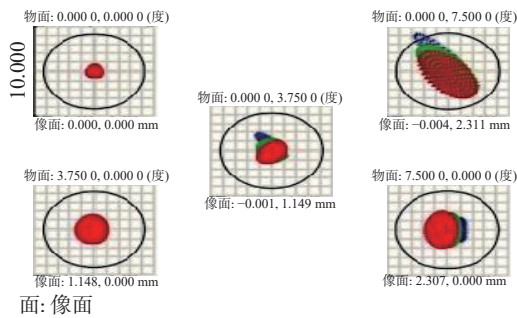 物面: 0.000 0, 0.000 0 (度)
10.000
像面: 0.000, 0.000 mm
物面: 0.000 0, 7.500 0 (度)
像面: −0.004, 2.311 mm
物面: 0.000 0, 3.750 0 (度)
像面: −0.001, 1.149 mm
物面: 3.750 0, 0.000 0 (度)
像面: 1.148, 0.000 mm
物面: 7.500 0, 0.000 0 (度)
像面: 2.307, 0.000 mm
面: 像面